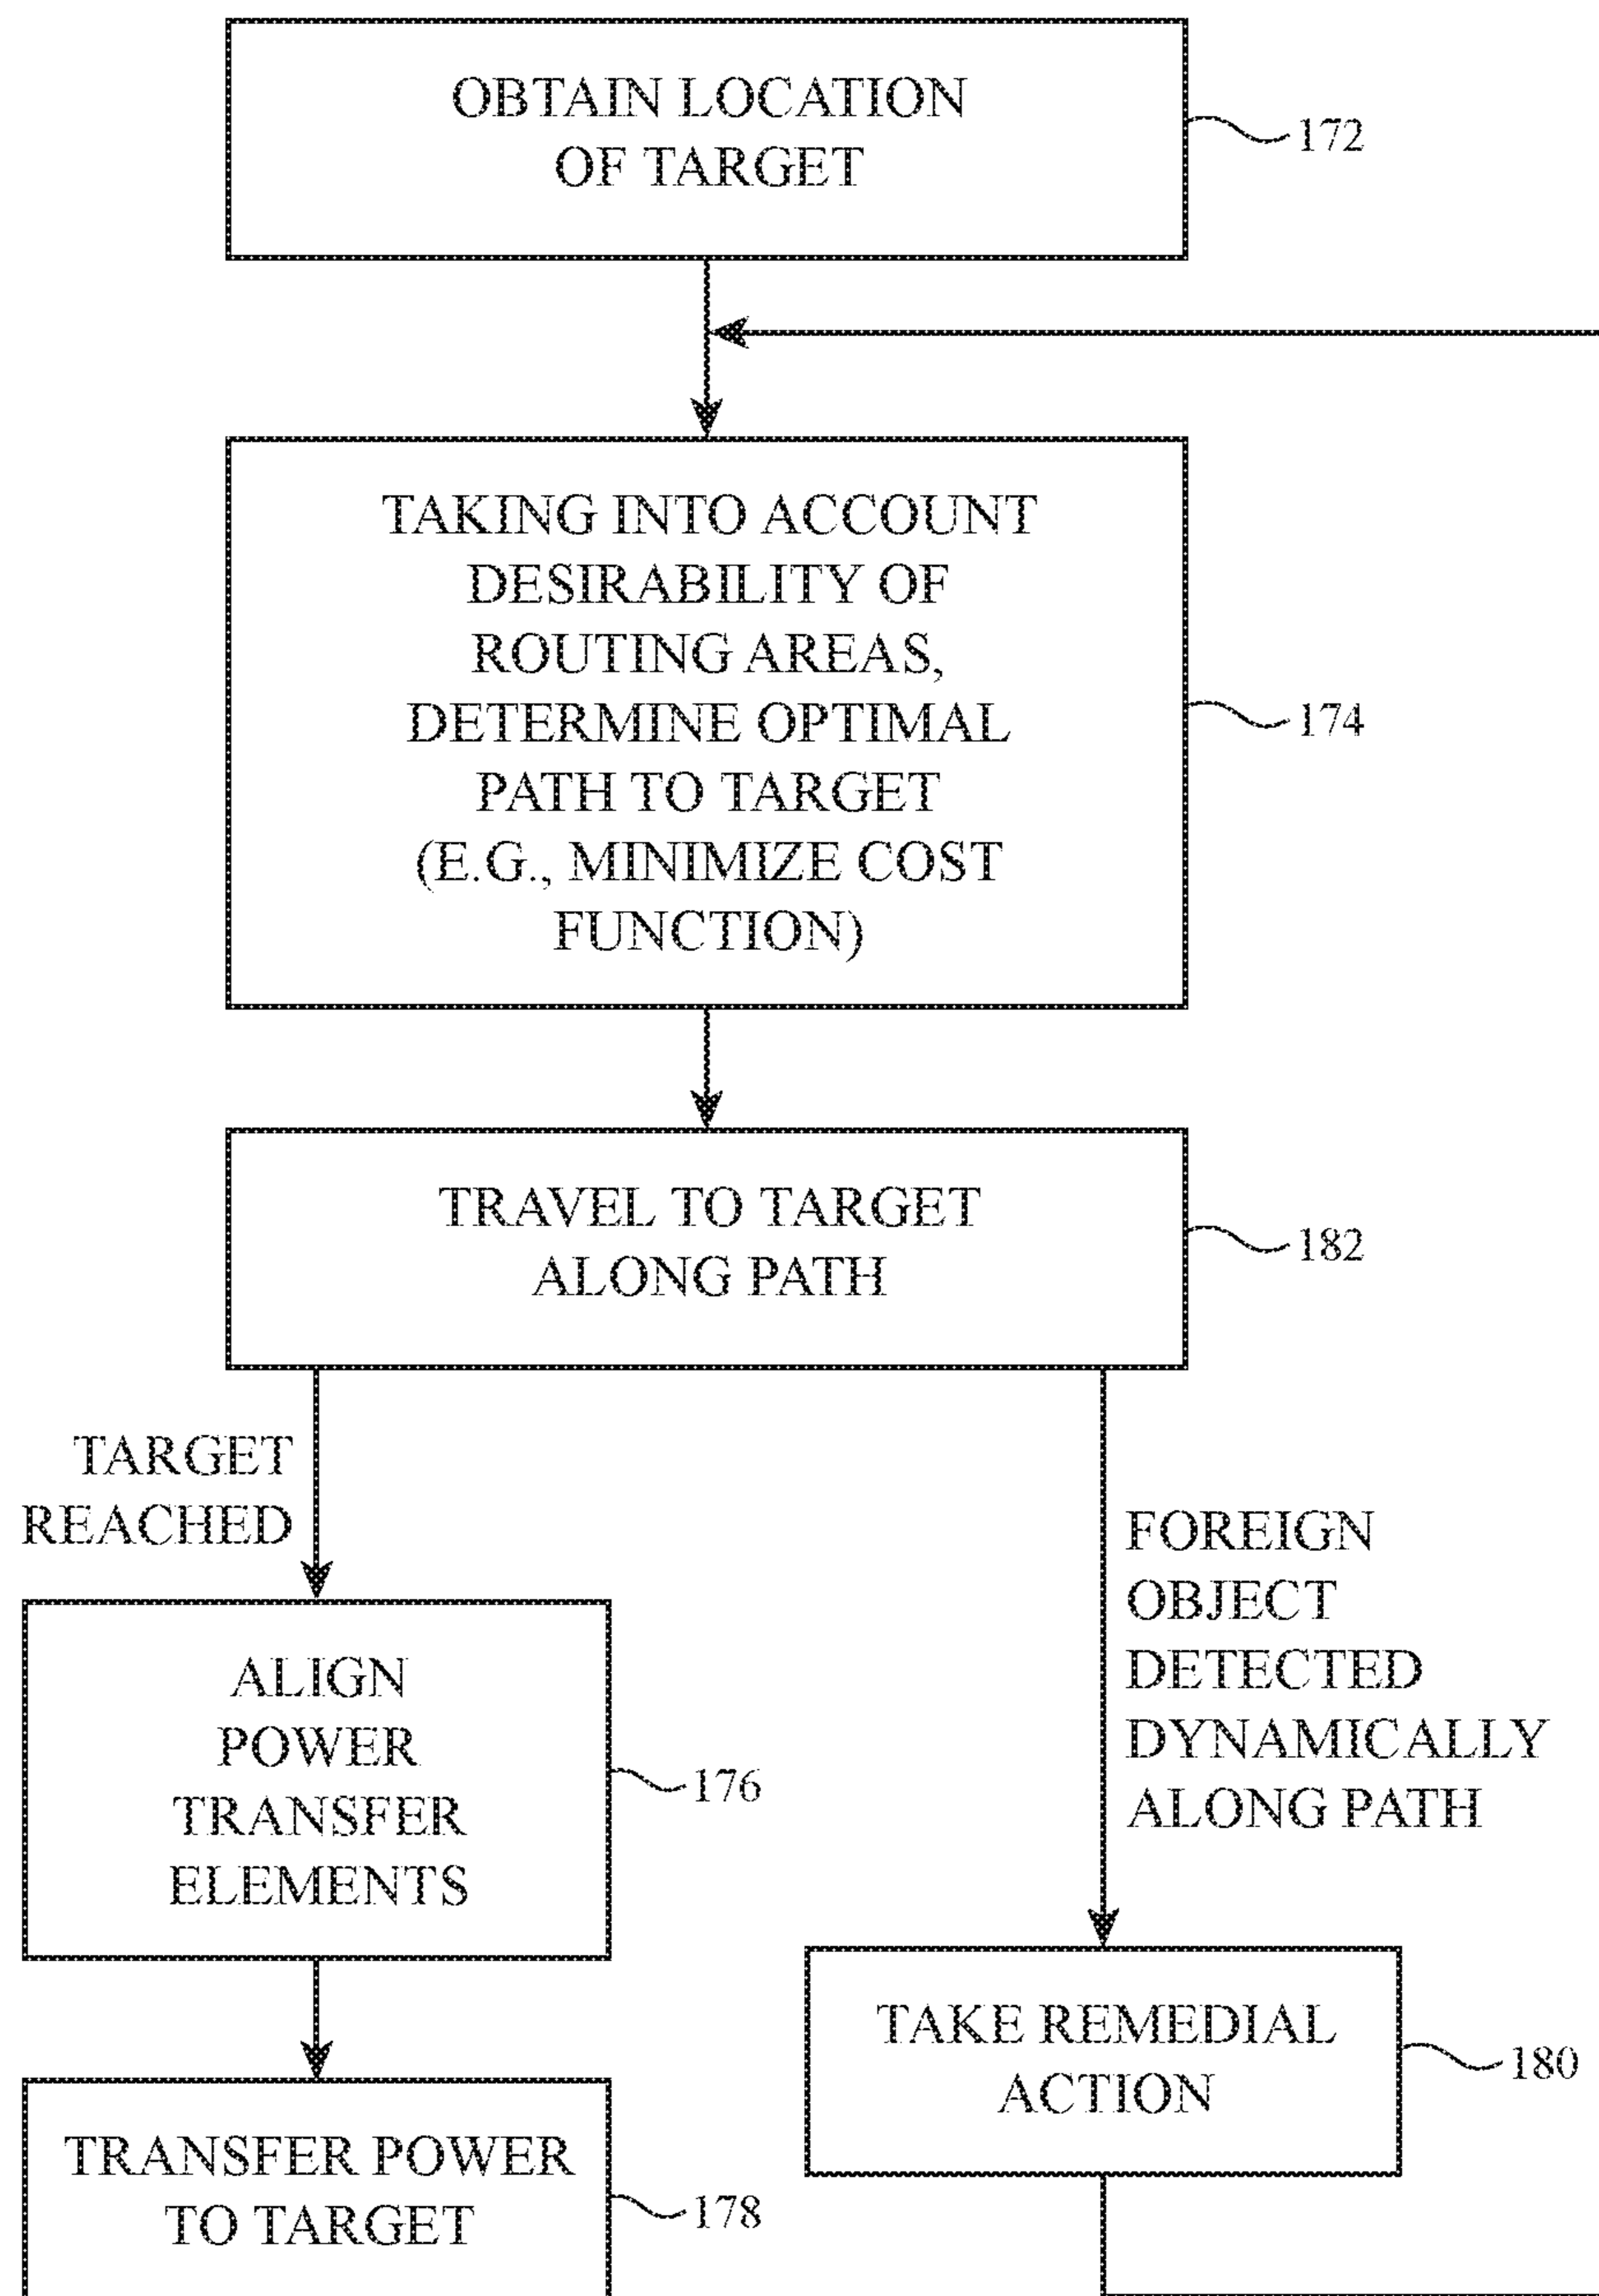 OBTAIN LOCATION
OF TARGET
172
TAKING INTO ACCOUNT
DESIRABILITY OF
ROUTING AREAS,
DETERMINE OPTIMAL
PATH TO TARGET
(E.G., MINIMIZE COST
FUNCTION)
174
TRAVEL TO TARGET
ALONG PATH
182
TARGET
REACHED
FOREIGN
OBJECT
DETECTED
DYNAMICALLY
ALONG PATH
ALIGN
POWER
TRANSFER
ELEMENTS
176
TAKE REMEDIAL
ACTION
180
TRANSFER POWER
TO TARGET
178